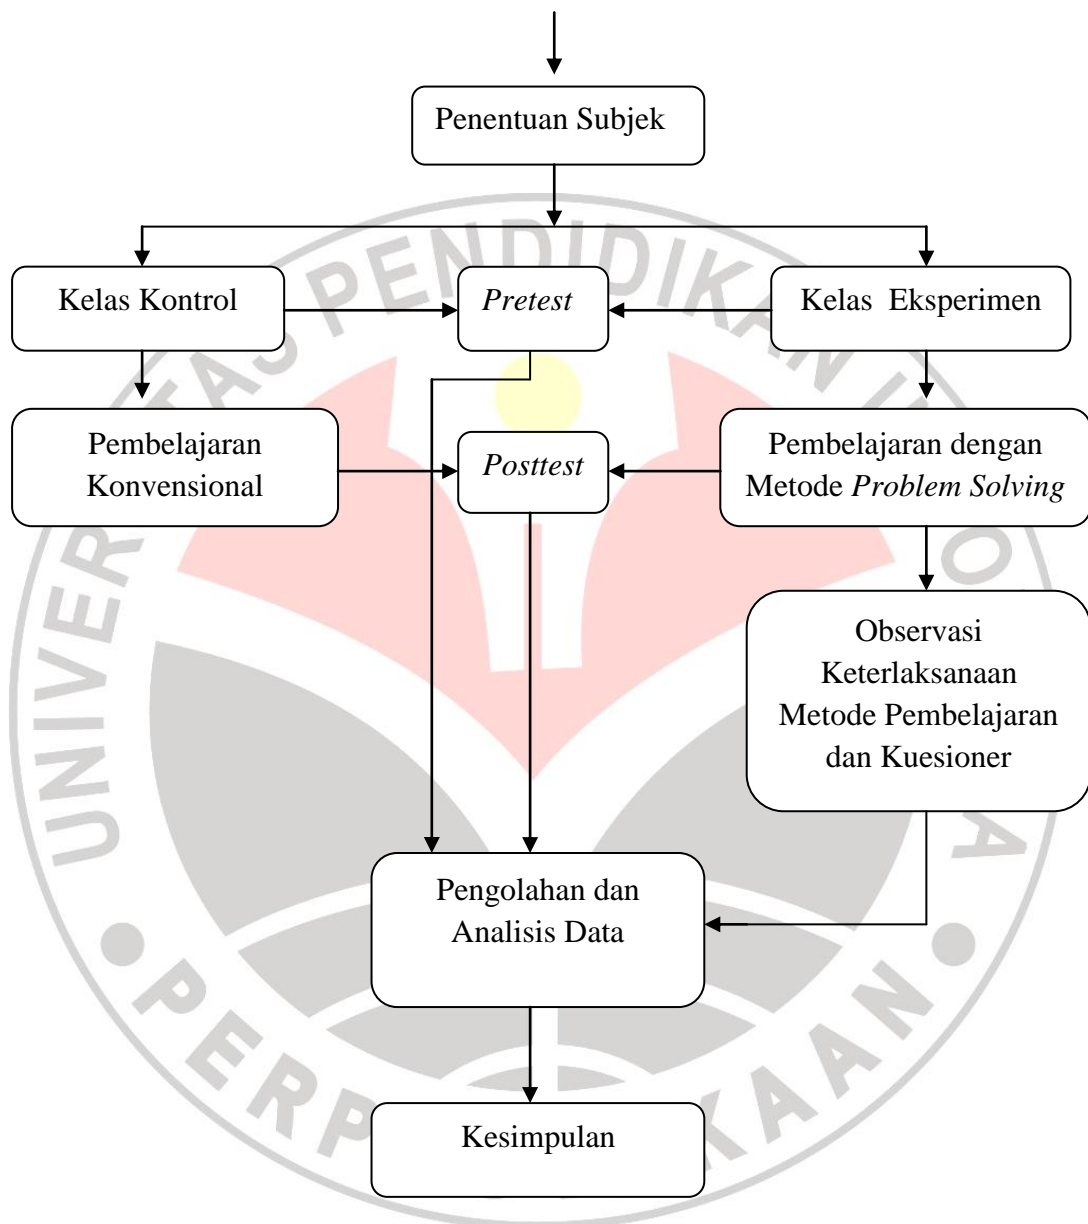 Penentuan Subjek
Kelas Kontrol
Pretest
Kelas Eksperimen
Pembelajaran
Konvensional
Posttest
Pembelajaran dengan
Metode Problem Solving
Observasi
Keterlaksanaan
Metode Pembelajaran
dan Kuesioner
Pengolahan dan
Analisis Data
Kesimpulan